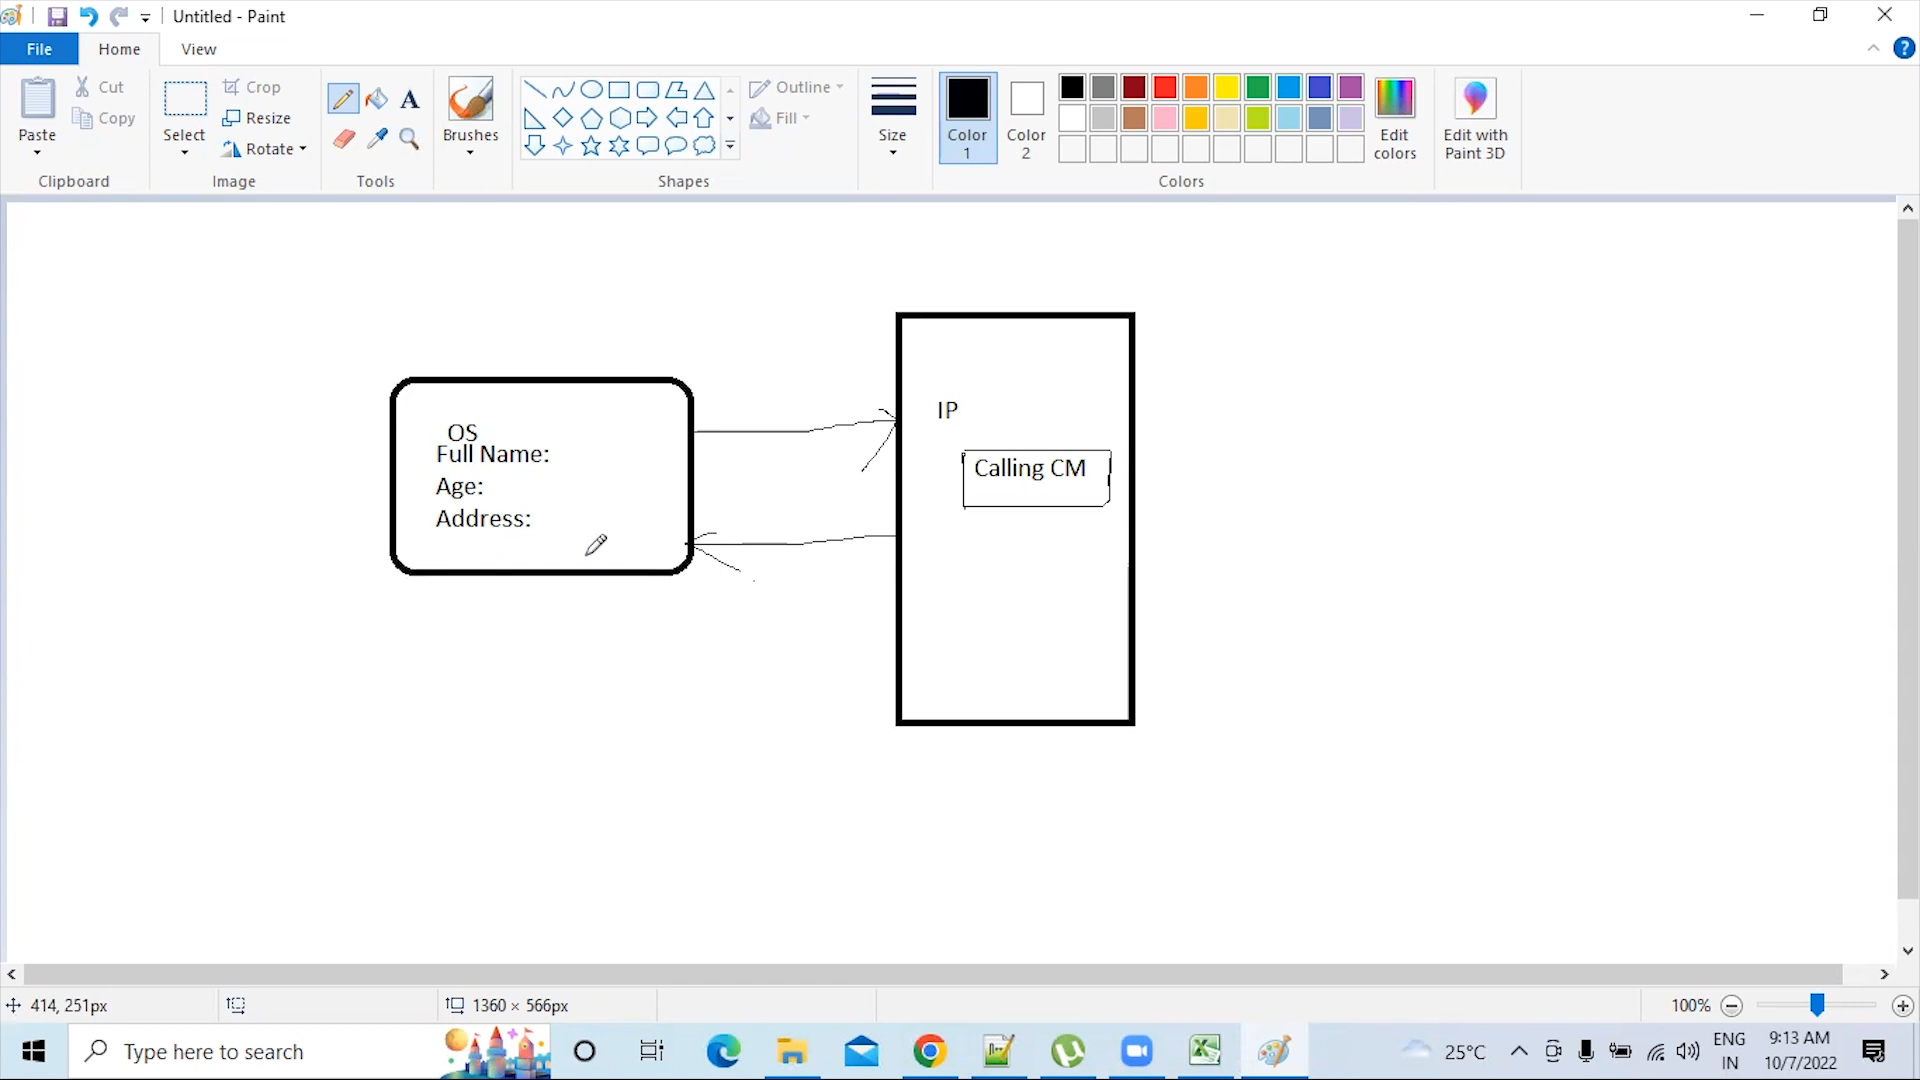 Untitled - Paint
File Home View
Paste
Cut
Copy
Clipboard
Select
Crop
Resize
Rotate
Image
A
Tools
Brushes
Outline
Fill
Shapes
Size
Color 1
Color 2
Colors
Edit colors
Edit with Paint 3D
IP
Calling CM
OS
Full Name:
Age:
Address:
414, 251px
1360 × 566px
100%
Type here to search
25°C
ENG
IN
9:13 AM
10/7/2022